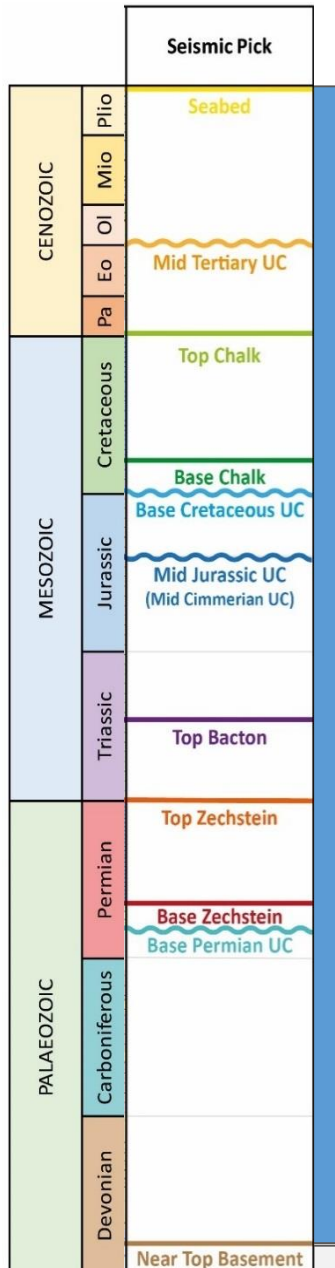 Seismic Pick
CENOZOIC
Plio
Mio
Ol
Eo
Pa
Seabed
Mid Tertiary UC
MESOZOIC
Cretaceous
Jurassic
Triassic
Top Chalk
Base Chalk
Base Cretaceous UC
Mid Jurassic UC
(Mid Cimmerian UC)
Top Bacton
PALAEOZOIC
Permian
Carboniferous
Devonian
Top Zechstein
Base Zechstein
Base Permian UC
Near Top Basement